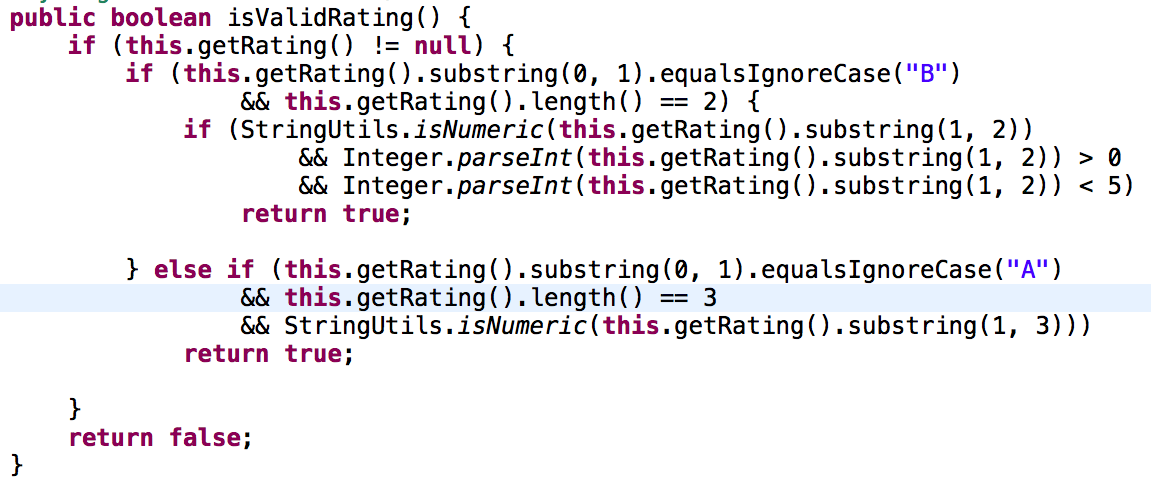 public boolean isValidRating() {
    if (this.getRating() != null) {
        if (this.getRating().substring(0, 1).equalsIgnoreCase("B")
                && this.getRating().length() == 2) {
            if (StringUtils.isNumeric(this.getRating().substring(1, 2))
                    && Integer.parseInt(this.getRating().substring(1, 2)) > 0
                    && Integer.parseInt(this.getRating().substring(1, 2)) < 5)
                return true;

        } else if (this.getRating().substring(0, 1).equalsIgnoreCase("A")
                && this.getRating().length() == 3
                && StringUtils.isNumeric(this.getRating().substring(1, 3)))
            return true;

    }
    return false;
}